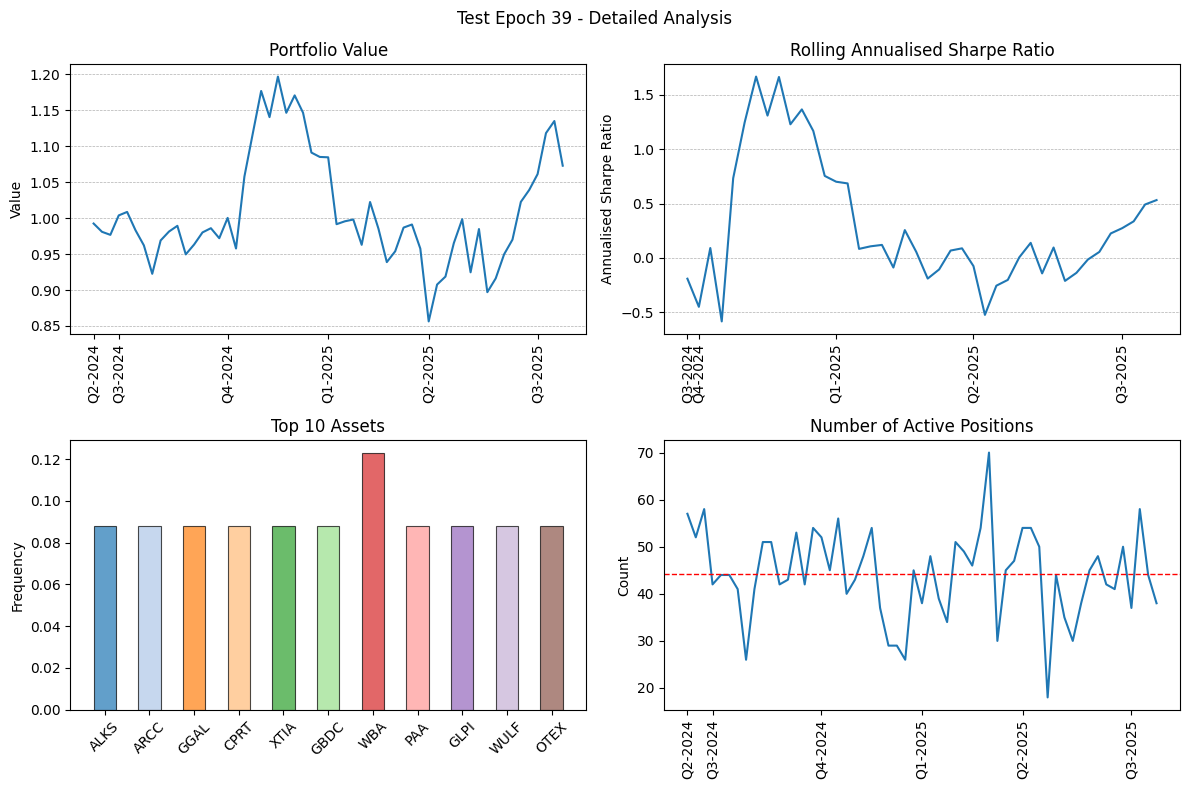 Test Epoch 39 - Detailed Analysis
Portfolio Value
Value
1.20
1.15
1.10
1.05
1.00
0.95
0.90
0.85
Q2-2024
Q3-2024
Q4-2024
Q1-2025
Q2-2025
Q3-2025
Rolling Annualised Sharpe Ratio
Annualised Sharpe Ratio
1.5
1.0
0.5
0.0
−0.5
Q3-2024
Q4-2024
Q1-2025
Q2-2025
Q3-2025
Top 10 Assets
Frequency
0.12
0.10
0.08
0.06
0.04
0.02
0.00
ALKS
ARCC
GGAL
CPRT
XTIA
GBDC
WBA
PAA
GLPI
WULF
OTEX
Number of Active Positions
Count
70
60
50
40
30
20
Q2-2024
Q3-2024
Q4-2024
Q1-2025
Q2-2025
Q3-2025